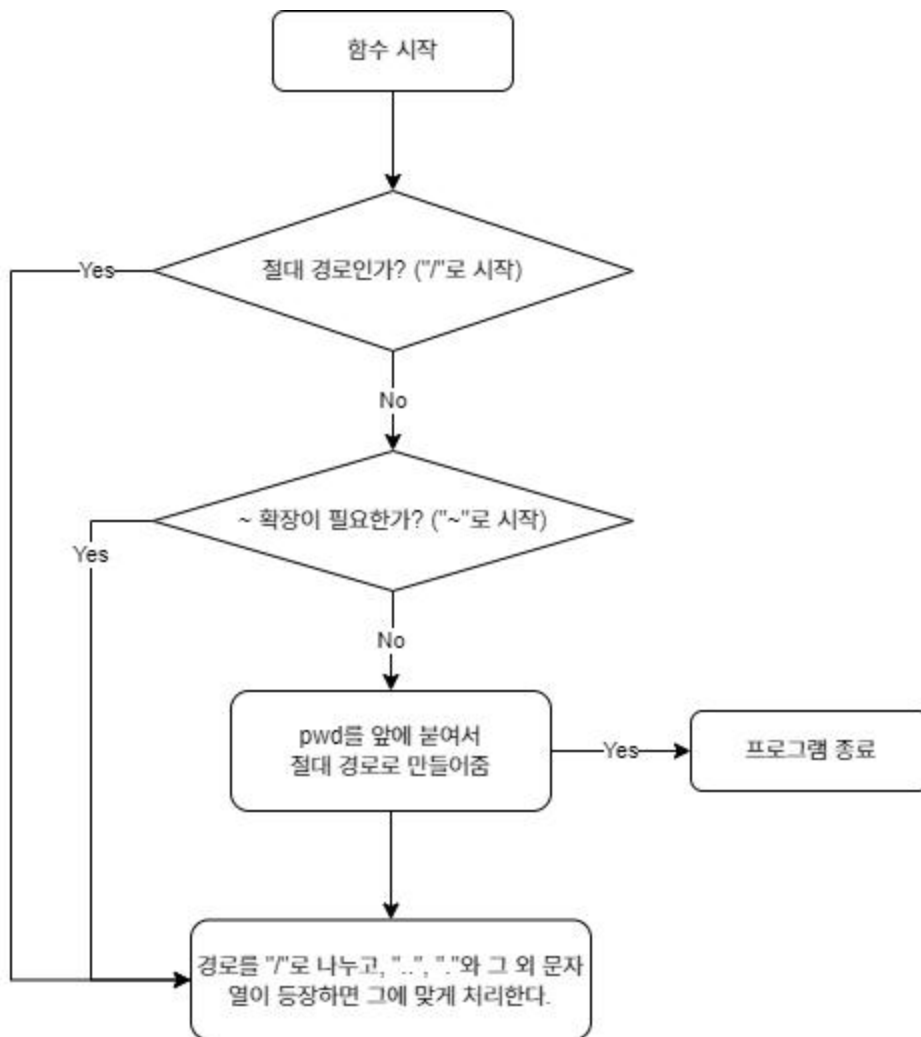 함수 시작
절대 경로인가? ("/"로 시작)
Yes
No
~ 확장이 필요한가? ("~"로 시작)
Yes
No
pwd를 앞에 붙여서
절대 경로로 만들어줌
Yes
프로그램 종료
경로를 "/"로 나누고, "..", "."와 그 외 문자
열이 등장하면 그에 맞게 처리한다.